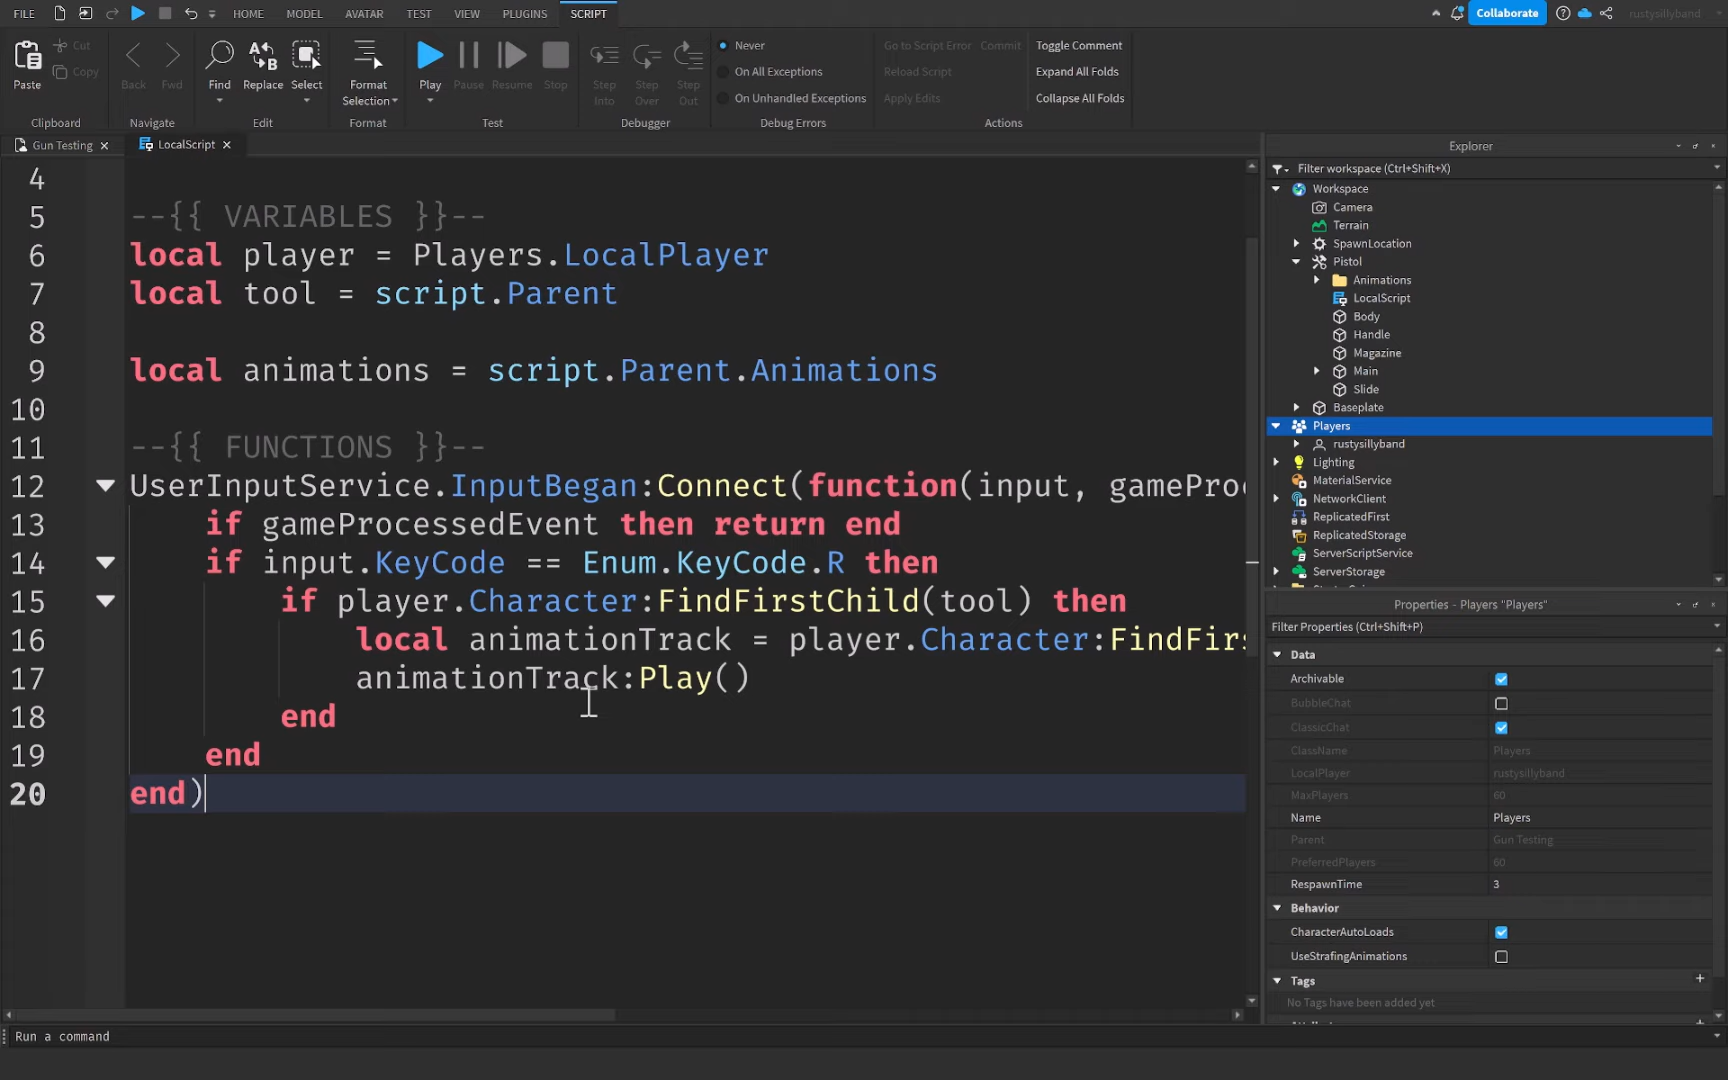 FILE HOME MODEL AVATAR TEST VIEW PLUGINS SCRIPT Collaborate rustysillyband
Paste Cut Copy Clipboard
Back Fwd Navigate
Find Replace Select Edit
Format Selection Format
Play Pause Resume Stop Test
Step Into Step Over Step Out Debugger
Never
On All Exceptions
On Unhandled Exceptions
Debug Errors
Go to Script Error Commit Toggle Comment
Reload Script Expand All Folds
Apply Edits Collapse All Folds
Actions
Gun Testing LocalScript
4
5 --{{ VARIABLES }}--
6 local player = Players.LocalPlayer
7 local tool = script.Parent
8
9 local animations = script.Parent.Animations
10
11 --{{ FUNCTIONS }}--
12 UserInputService.InputBegan:Connect(function(input, gamePro
13 if gameProcessedEvent then return end
14 if input.KeyCode == Enum.KeyCode.R then
15 if player.Character:FindFirstChild(tool) then
16 local animationTrack = player.Character:FindFirs
17 animationTrack:Play()
18 end
19 end
20 end)
Run a command
Explorer
Filter workspace (Ctrl+Shift+X)
Workspace
Camera
Terrain
SpawnLocation
Pistol
Animations
LocalScript
Body
Handle
Magazine
Main
Slide
Baseplate
Players
rustysillyband
Lighting
MaterialService
NetworkClient
ReplicatedFirst
ReplicatedStorage
ServerScriptService
ServerStorage
Properties - Players "Players"
Filter Properties (Ctrl+Shift+P)
Data
Archivable
BubbleChat
ClassicChat
ClassName Players
LocalPlayer rustysillyband
MaxPlayers 60
Name Players
Parent Gun Testing
PreferredPlayers 60
RespawnTime 3
Behavior
CharacterAutoLoads
UseStrafingAnimations
Tags +
No Tags have been added yet